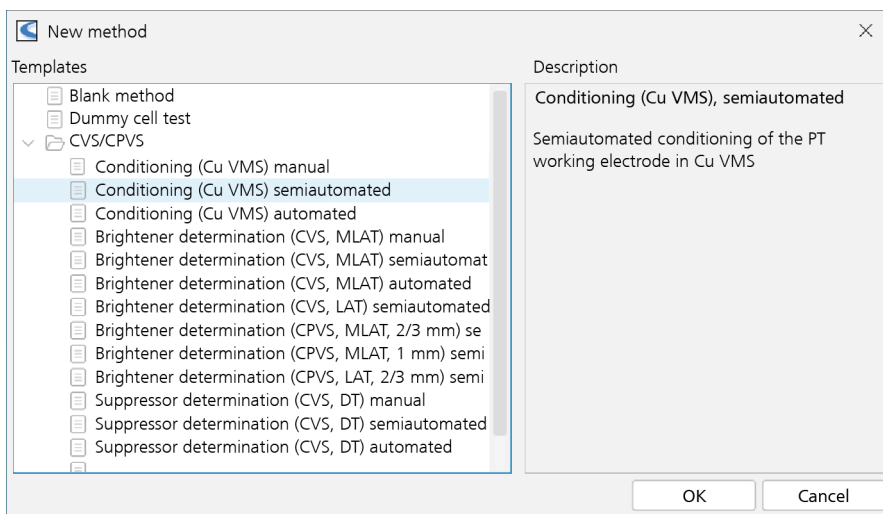 New method
Templates
Blank method
Dummy cell test
CVS/CPVS
Conditioning (Cu VMS) manual
Conditioning (Cu VMS) semiautomated
Conditioning (Cu VMS) automated
Brightener determination (CVS, MLAT) manual
Brightener determination (CVS, MLAT) semiautomat
Brightener determination (CVS, MLAT) automated
Brightener determination (CVS, LAT) semiautomated
Brightener determination (CPVS, MLAT, 2/3 mm) se
Brightener determination (CPVS, MLAT, 1 mm) semi
Brightener determination (CPVS, LAT, 2/3 mm) semi
Suppressor determination (CVS, DT) manual
Suppressor determination (CVS, DT) semiautomated
Suppressor determination (CVS, DT) automated
Description
Conditioning (Cu VMS), semiautomated
Semiautomated conditioning of the PT
working electrode in Cu VMS
OK
Cancel